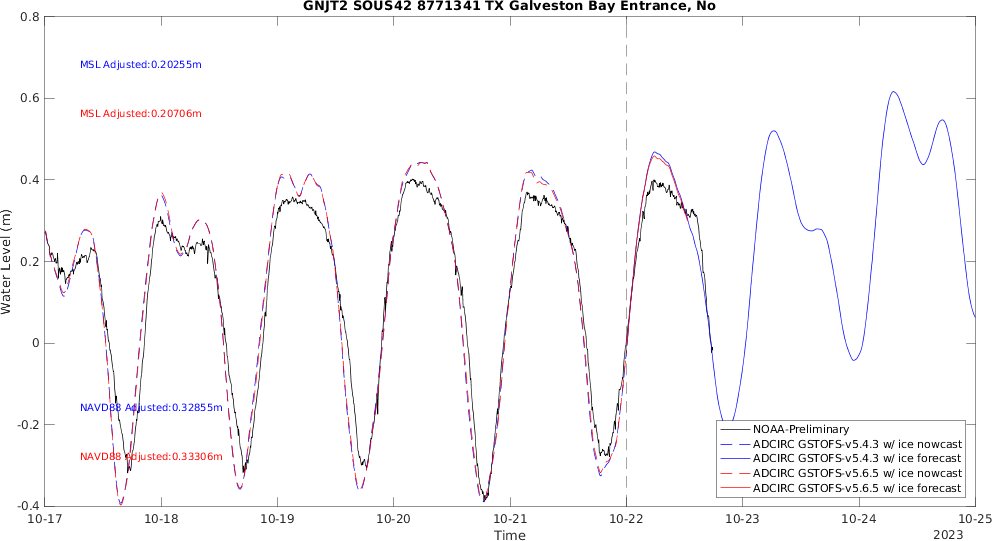 GNJT2 SOUS42 8771341 TX Galveston Bay Entrance, No
Water Level (m)
0.8
0.6
0.4
0.2
0
-0.2
-0.4
MSL Adjusted:0.20255m
MSL Adjusted:0.20706m
NAVD88 Adjusted:0.32855m
NAVD88 Adjusted:0.33306m
NOAA-Preliminary
ADCIRC GSTOFS-v5.4.3 w/ ice nowcast
ADCIRC GSTOFS-v5.4.3 w/ ice forecast
ADCIRC GSTOFS-v5.6.5 w/ ice nowcast
ADCIRC GSTOFS-v5.6.5 w/ ice forecast
10-17 10-18 10-19 10-20 10-21 10-22 10-23 10-24 10-25
Time
2023